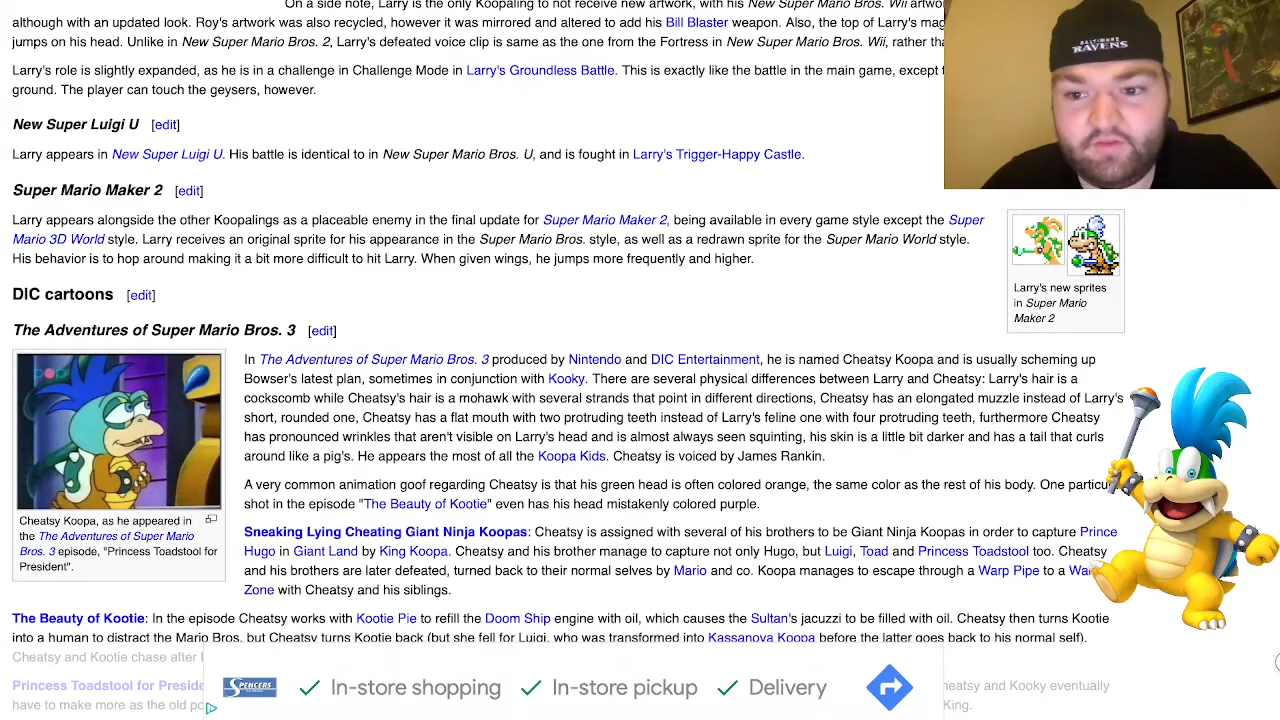 On a side note, Larry is the only Koopaling to not receive new artwork, with his New Super Mario Bros. Wii
although with an updated look. Roy's artwork was also recycled, however it was mirrored and altered to add his Bill Blaster weapon. Also, the top of Larry's
jumps on his head. Unlike in New Super Mario Bros. 2, Larry's defeated voice clip is same as the one from the Fortress in New Super Mario Bros. Wii, rather
Larry's role is slightly expanded, as he is in a challenge in Challenge Mode in Larry's Groundless Battle. This is exactly like the battle in the main game, except
ground. The player can touch the geysers, however.
New Super Luigi U [edit]
Larry appears in New Super Luigi U. His battle is identical to in New Super Mario Bros. U, and is fought in Larry's Trigger-Happy Castle.
Super Mario Maker 2 [edit]
Larry appears alongside the other Koopalings as a placeable enemy in the final update for Super Mario Maker 2, being available in every game style except the Super
Mario 3D World style. Larry receives an original sprite for his appearance in the Super Mario Bros. style, as well as a redrawn sprite for the Super Mario World style.
His behavior is to hop around making it a bit more difficult to hit Larry. When given wings, he jumps more frequently and higher.
Larry's new sprites
in Super Mario
Maker 2
DIC cartoons [edit]
The Adventures of Super Mario Bros. 3 [edit]
pop
Cheatsy Koopa, as he appeared in
the The Adventures of Super Mario
Bros. 3 episode, "Princess Toadstool for
President".
In The Adventures of Super Mario Bros. 3 produced by Nintendo and DIC Entertainment, he is named Cheatsy Koopa and is usually scheming up
Bowser's latest plan, sometimes in conjunction with Kooky. There are several physical differences between Larry and Cheatsy: Larry's hair is a
cockscomb while Cheatsy's hair is a mohawk with several strands that point in different directions, Cheatsy has an elongated muzzle instead of Larry's
short, rounded one, Cheatsy has a flat mouth with two protruding teeth instead of Larry's feline one with four protruding teeth, furthermore Cheatsy
has pronounced wrinkles that aren't visible on Larry's head and is almost always seen squinting, his skin is a little bit darker and has a tail that curls
around like a pig's. He appears the most of all the Koopa Kids. Cheatsy is voiced by James Rankin.
A very common animation goof regarding Cheatsy is that his green head is often colored orange, the same color as the rest of his body. One
shot in the episode "The Beauty of Kootie" even has his head mistakenly colored purple.
Sneaking Lying Cheating Giant Ninja Koopas: Cheatsy is assigned with several of his brothers to be Giant Ninja Koopas in order to capture Prince
Hugo in Giant Land by King Koopa. Cheatsy and his brother manage to capture not only Hugo, but Luigi, Toad and Princess Toadstool too. Cheatsy
and his brothers are later defeated, turned back to their normal selves by Mario and co. Koopa manages to escape through a Warp Pipe to a
Zone with Cheatsy and his siblings.
The Beauty of Kootie: In the episode Cheatsy works with Kootie Pie to refill the Doom Ship engine with oil, which causes the Sultan's jacuzzi to be filled with oil. Cheatsy then turns Kootie
into a human to distract the Mario Bros. but Cheatsy turns Kootie back (but she fell for Luigi, who was transformed into Kassanova Koopa before the latter goes back to his normal self).
Cheatsy and Kootie chase after
Princess Toadstool for
and Kooky eventually
have to make more as the old
King.
SPENCERS
In-store shopping In-store pickup Delivery
BALTIMORE
RAVENS